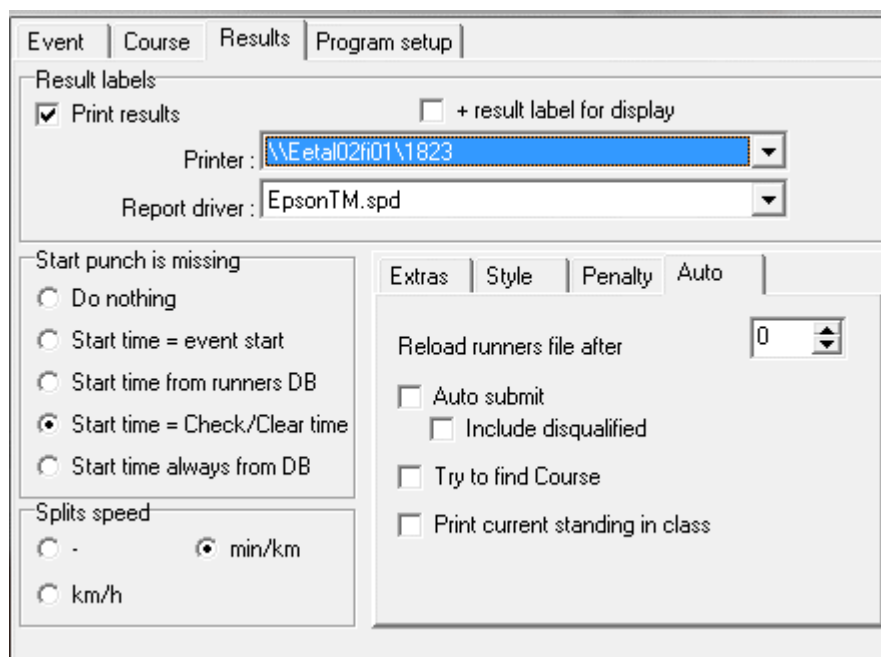 Event Course Results Program setup
Result labels
Print results + result label for display
Printer : \\Eetal02fi01\1823
Report driver : EpsonTM.spd
Start punch is missing
Do nothing
Start time = event start
Start time from runners DB
Start time = Check/Clear time
Start time always from DB
Splits speed
- min/km
km/h
Extras Style Penalty Auto
Reload runners file after 0
Auto submit
Include disqualified
Try to find Course
Print current standing in class